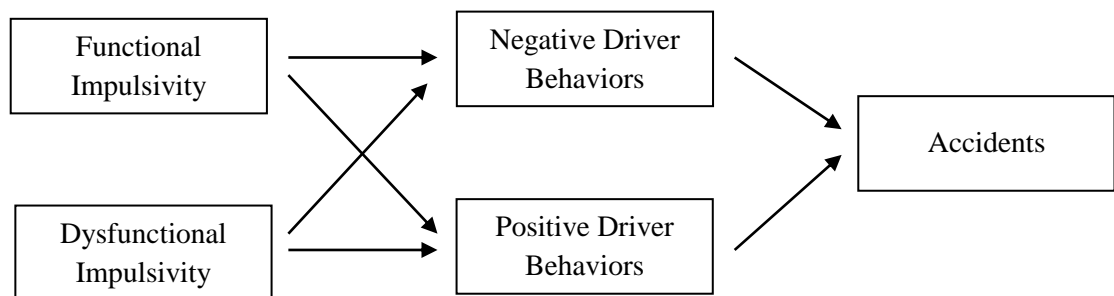 Functional
Impulsivity
Negative Driver
Behaviors
Accidents
Dysfunctional
Impulsivity
Positive Driver
Behaviors